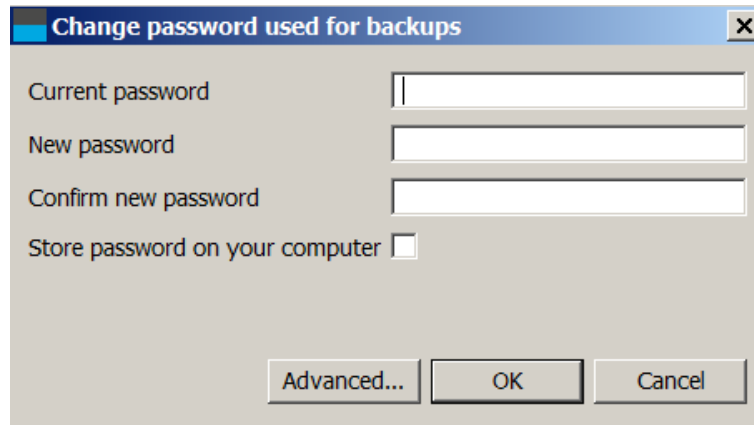 Change password used for backups
Current password
New password
Confirm new password
Store password on your computer
Advanced... OK Cancel